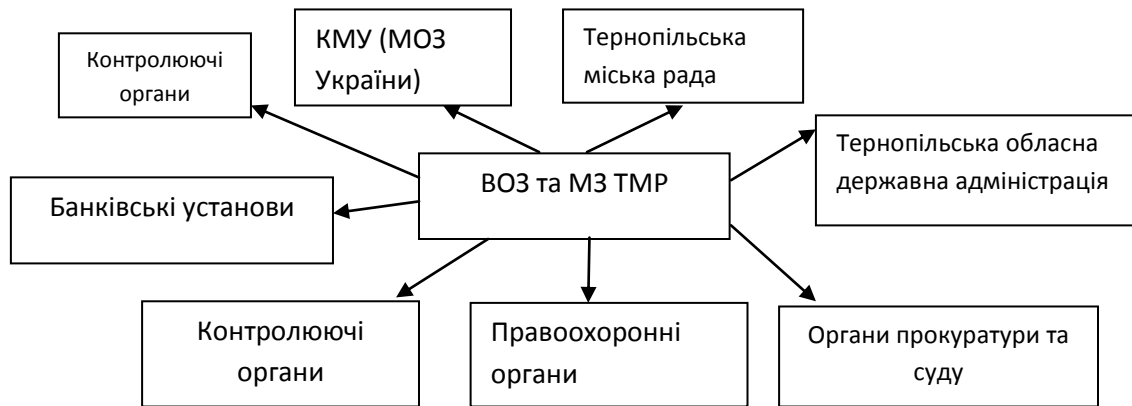 Контролюючі
органи
КМУ (МОЗ
України)
Тернопільська
міська рада
Тернопільська обласна
державна адміністрація
ВОЗ та МЗ ТМР
Банківські установи
Контролюючі
органи
Правоохоронні
органи
Органи прокуратури та
суду